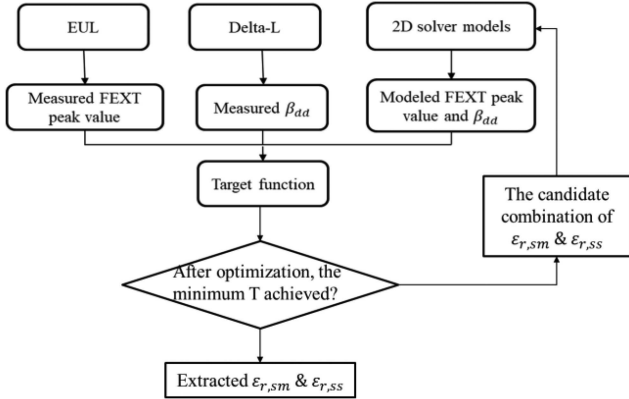 EUL
Delta-L
2D solver models
Measured FEXT
peak value
Measured β_dd
Modeled FEXT peak
value and β_dd
Target function
The candidate
combination of
ε_r,sm & ε_r,ss
After optimization, the
minimum T achieved?
Extracted ε_r,sm & ε_r,ss